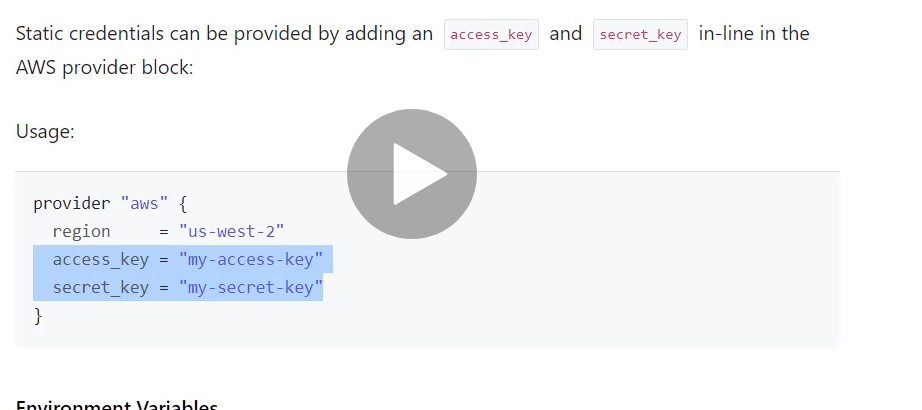 Static credentials can be provided by adding an access_key and secret_key in-line in the
AWS provider block:
Usage:
provider "aws" {
  region     = "us-west-2"
  access_key = "my-access-key"
  secret_key = "my-secret-key"
}
Environment Variables